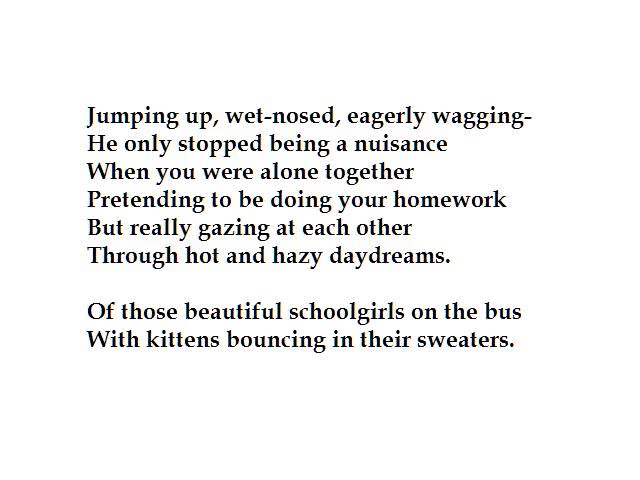 Jumping up, wet-nosed, eagerly wagging-
He only stopped being a nuisance
When you were alone together
Pretending to be doing your homework
But really gazing at each other
Through hot and hazy daydreams.

Of those beautiful schoolgirls on the bus
With kittens bouncing in their sweaters.